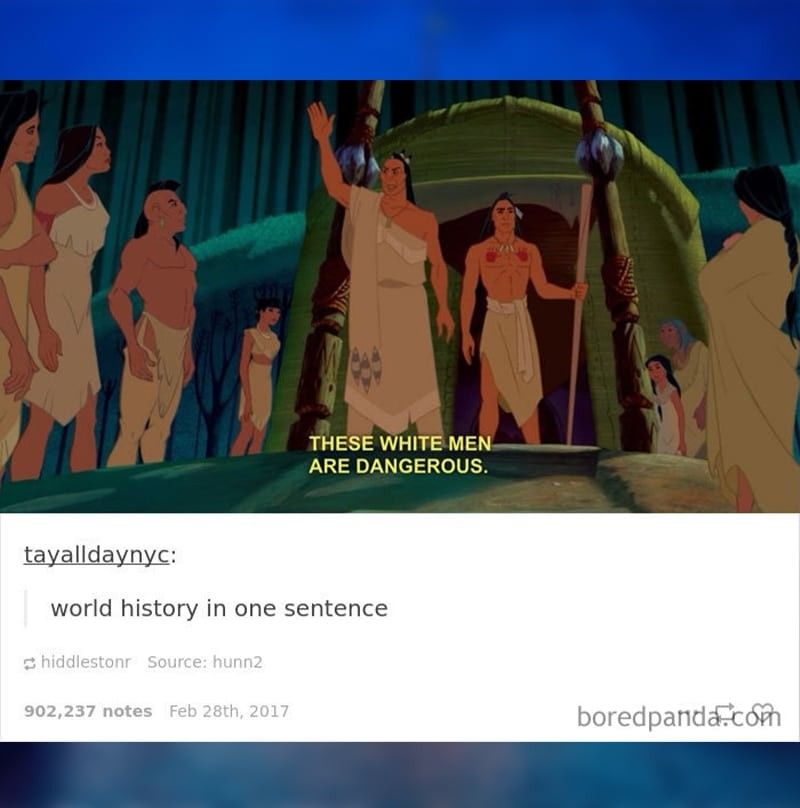 THESE WHITE MEN
ARE DANGEROUS.
tayalldaynyc:
world history in one sentence
hiddlestonr Source: hunn2
902,237 notes Feb 28th, 2017
boredpanda.com